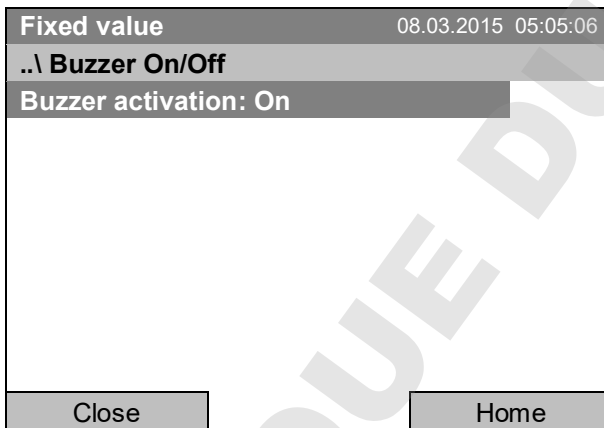 Fixed value 08.03.2015 05:05:06
..\ Buzzer On/Off
Buzzer activation: On
Close Home